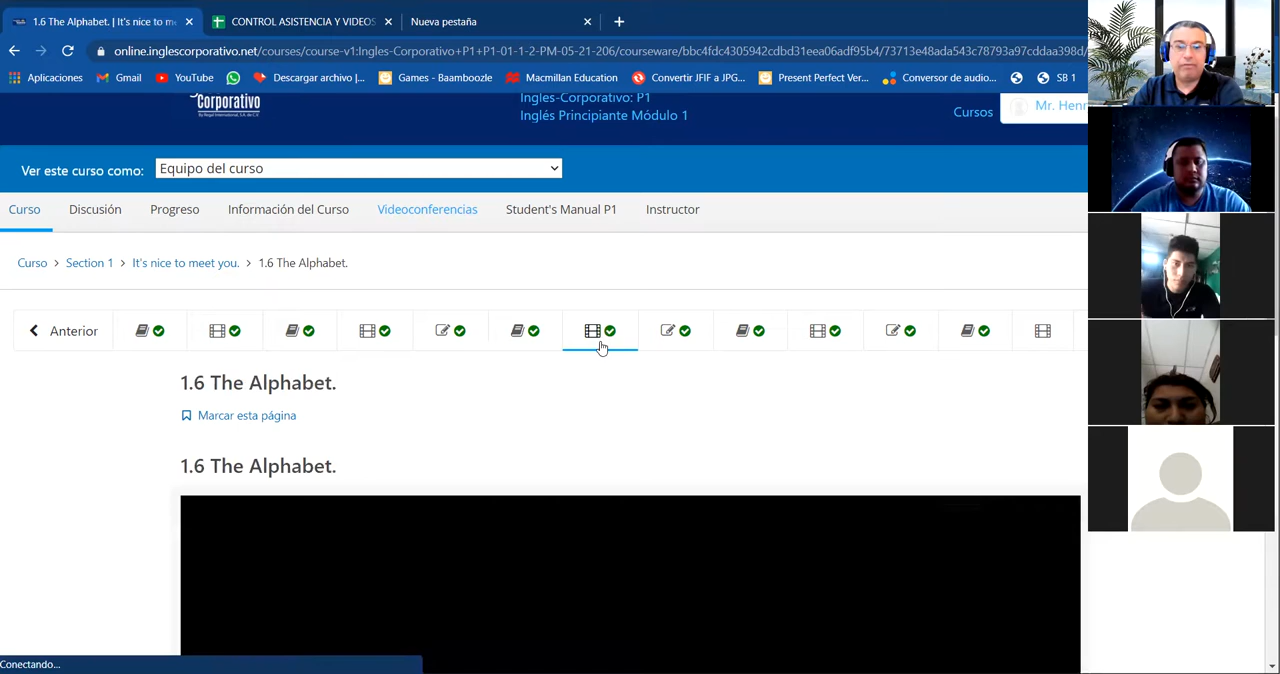 1.6 The Alphabet. | It's nice to me
CONTROL ASISTENCIA Y VIDEOS
Nueva pestaña
online.inglescorporativo.net/courses/course-v1:Ingles-Corporativo+P1+P1-01-1-2-PM-05-21-206/courseware/bbc4fdc4305942cdbd31eea06adf95b4/73713e48ada543c78793a97cddaa398d/
Aplicaciones
Gmail
YouTube
Descargar archivo |...
Games - Baamboozle
Macmillan Education
Convertir JFIF a JPG...
Present Perfect Ver...
Conversor de audio...
SB 1
Corporativo
By Regal International, S.A. de C.V.
Ingles-Corporativo: P1
Inglés Principiante Módulo 1
Cursos
Mr. Henr
Ver este curso como:
Equipo del curso
Curso
Discusión
Progreso
Información del Curso
Videoconferencias
Student's Manual P1
Instructor
Curso > Section 1 > It's nice to meet you. > 1.6 The Alphabet.
Anterior
1.6 The Alphabet.
Marcar esta página
1.6 The Alphabet.
Conectando...